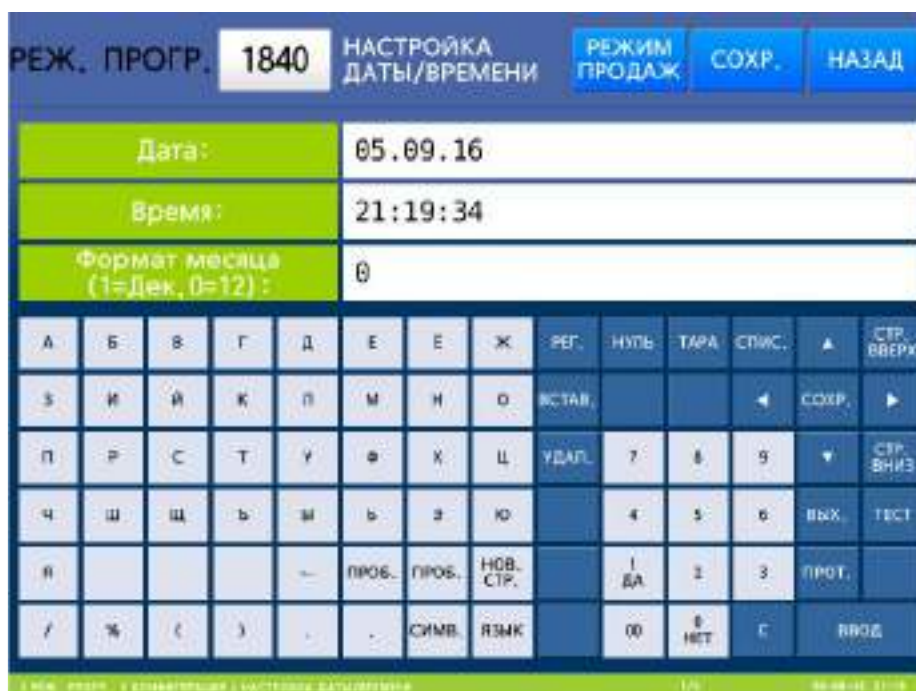 РЕЖ. ПРОГР. 1840 НАСТРОЙКА ДАТЫ/ВРЕМЕНИ РЕЖИМ ПРОДАЖ СОХР. НАЗАД
Дата: 05.09.16
Время: 21:19:34
Формат месяца
(1=Дек,0=12): 0
А Б В Г Д Е Ё Ж РЕГ. НУЛЬ ТАРА СПИС. ▲ СТР. ВВЕРХ
З И Й К Л М Н О ВСТАВ. ◀ СОХР. ▶
П Р С Т У Ф Х Ц УДАЛ. 7 8 9 ▼ СТР. ВНИЗ
Ч Ш Щ Ъ Ы Ь Э Ю 4 5 6 ВЫХ. ТЕСТ
Я ПРОБ. ПРОБ. НОВ. СТР. ! ДА 2 3 ПРОТ.
/ % ( ) СИМВ. ЯЗЫК 00 0 НЕТ C ВВОД